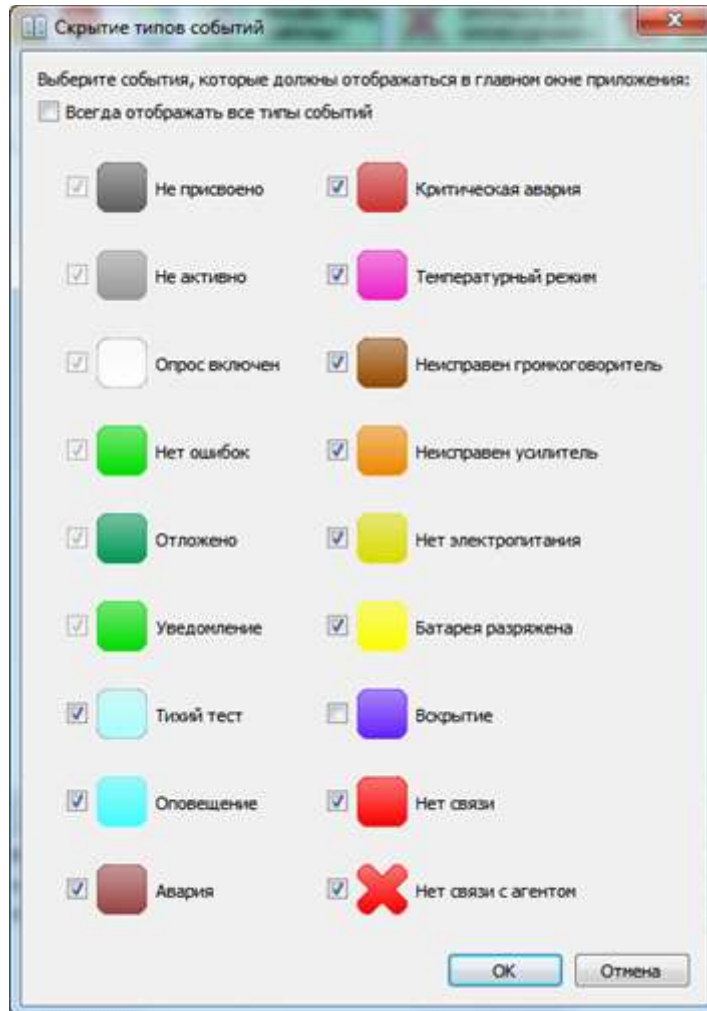 Скрытие типов событий
Выберите события, которые должны отображаться в главном окне приложения:
Всегда отображать все типы событий
Не присвоено
Критическая авария
Не активно
Температурный режим
Опрос включен
Неисправен громкоговоритель
Нет ошибок
Неисправен усилитель
Отложено
Нет электропитания
Уведомление
Батарея разряжена
Тихий тест
Вскрытие
Оповещение
Нет связи
Авария
Нет связи с агентом
ОК
Отмена